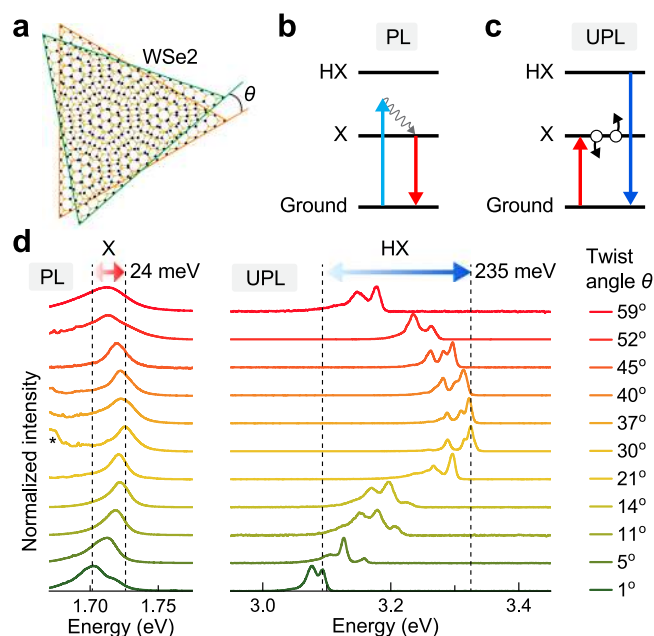 a
WSe2
θ
b
PL
HX
X
Ground
c
UPL
HX
X
Ground
d
PL
X
24 meV
UPL
HX
235 meV
Twist
angle θ
59°
52°
45°
40°
37°
30°
21°
14°
11°
5°
1°
*
Normalized intensity
1.70
1.75
Energy (eV)
3.0
3.2
3.4
Energy (eV)